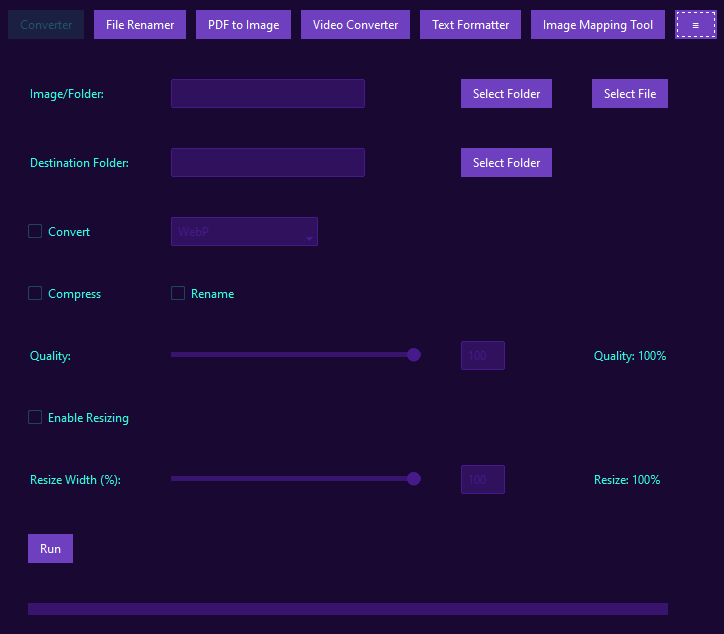 Converter File Renamer PDF to Image Video Converter Text Formatter Image Mapping Tool ≡
Image/Folder: Select Folder Select File
Destination Folder: Select Folder
Convert WebP
Compress Rename
Quality: 100 Quality: 100%
Enable Resizing
Resize Width (%): 100 Resize: 100%
Run